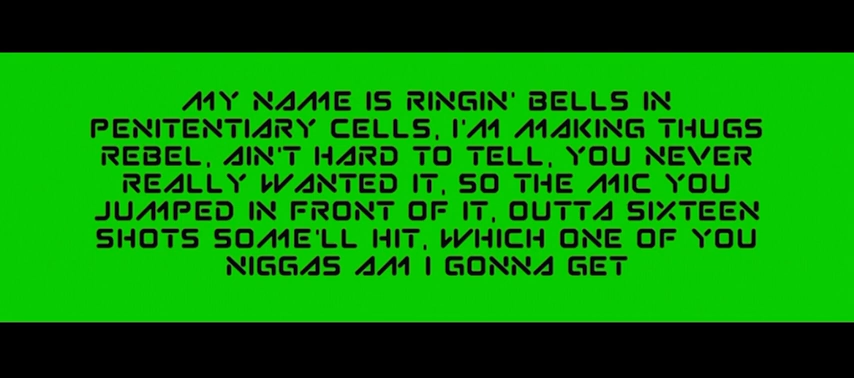 MY NAME IS RINGIN' BELLS IN
PENITENTIARY CELLS, I'M MAKING THUGS
REBEL, AIN'T HARD TO TELL, YOU NEVER
REALLY WANTED IT, SO THE MIC YOU
JUMPED IN FRONT OF IT, OUTTA SIXTEEN
SHOTS SOME'LL HIT, WHICH ONE OF YOU
NIGGAS AM I GONNA GET